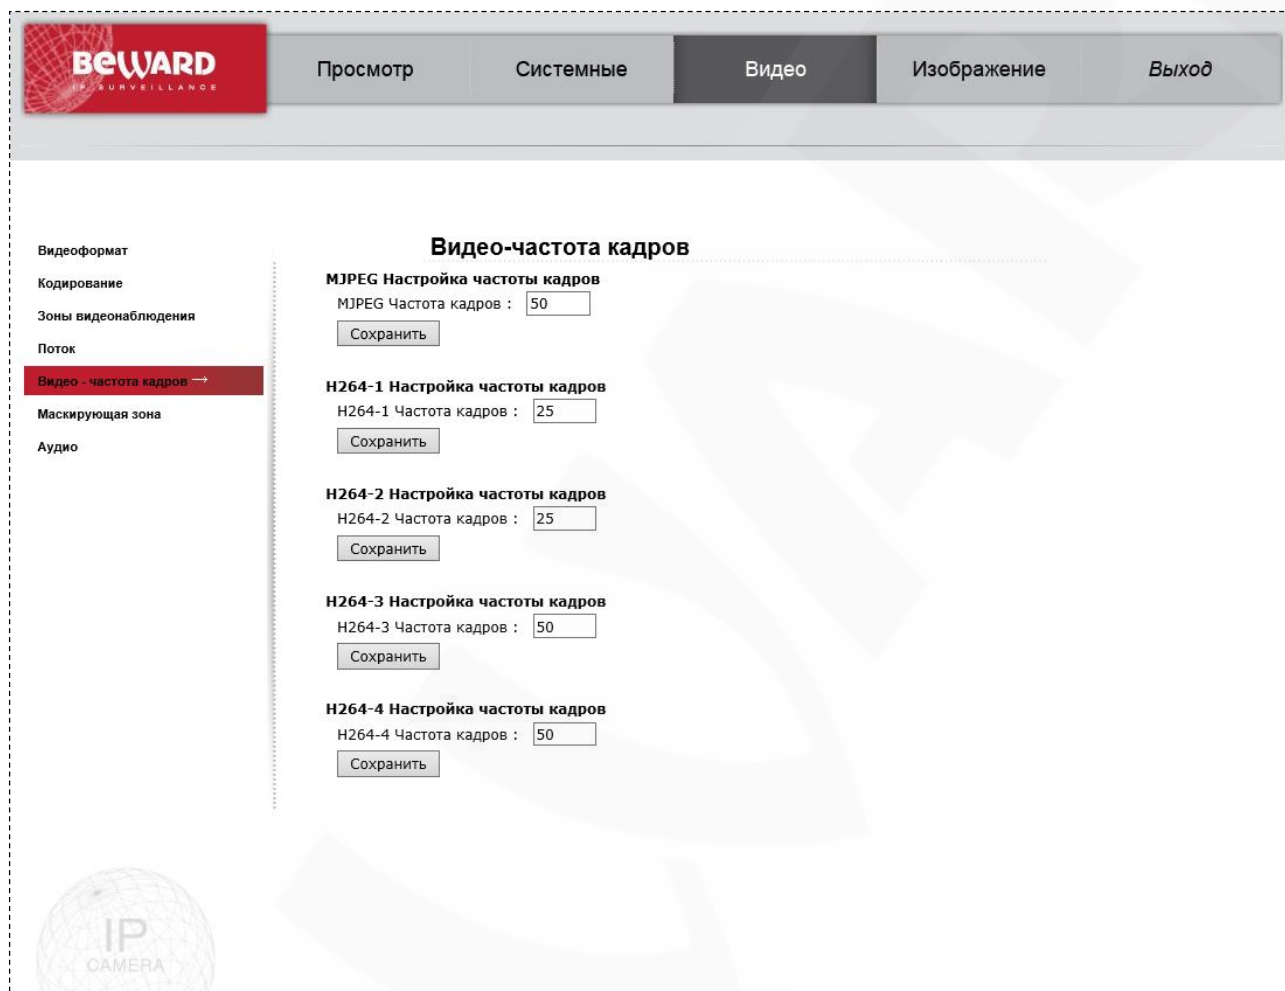 BEWARD
IP SURVEILLANCE
Просмотр Системные Видео Изображение Выход
Видеоформат
Кодирование
Зоны видеонаблюдения
Поток
Видео - частота кадров →
Маскирующая зона
Аудио
Видео-частота кадров
MJPEG Настройка частоты кадров
MJPEG Частота кадров : 50
Сохранить
H264-1 Настройка частоты кадров
H264-1 Частота кадров : 25
Сохранить
H264-2 Настройка частоты кадров
H264-2 Частота кадров : 25
Сохранить
H264-3 Настройка частоты кадров
H264-3 Частота кадров : 50
Сохранить
H264-4 Настройка частоты кадров
H264-4 Частота кадров : 50
Сохранить
IP
CAMERA